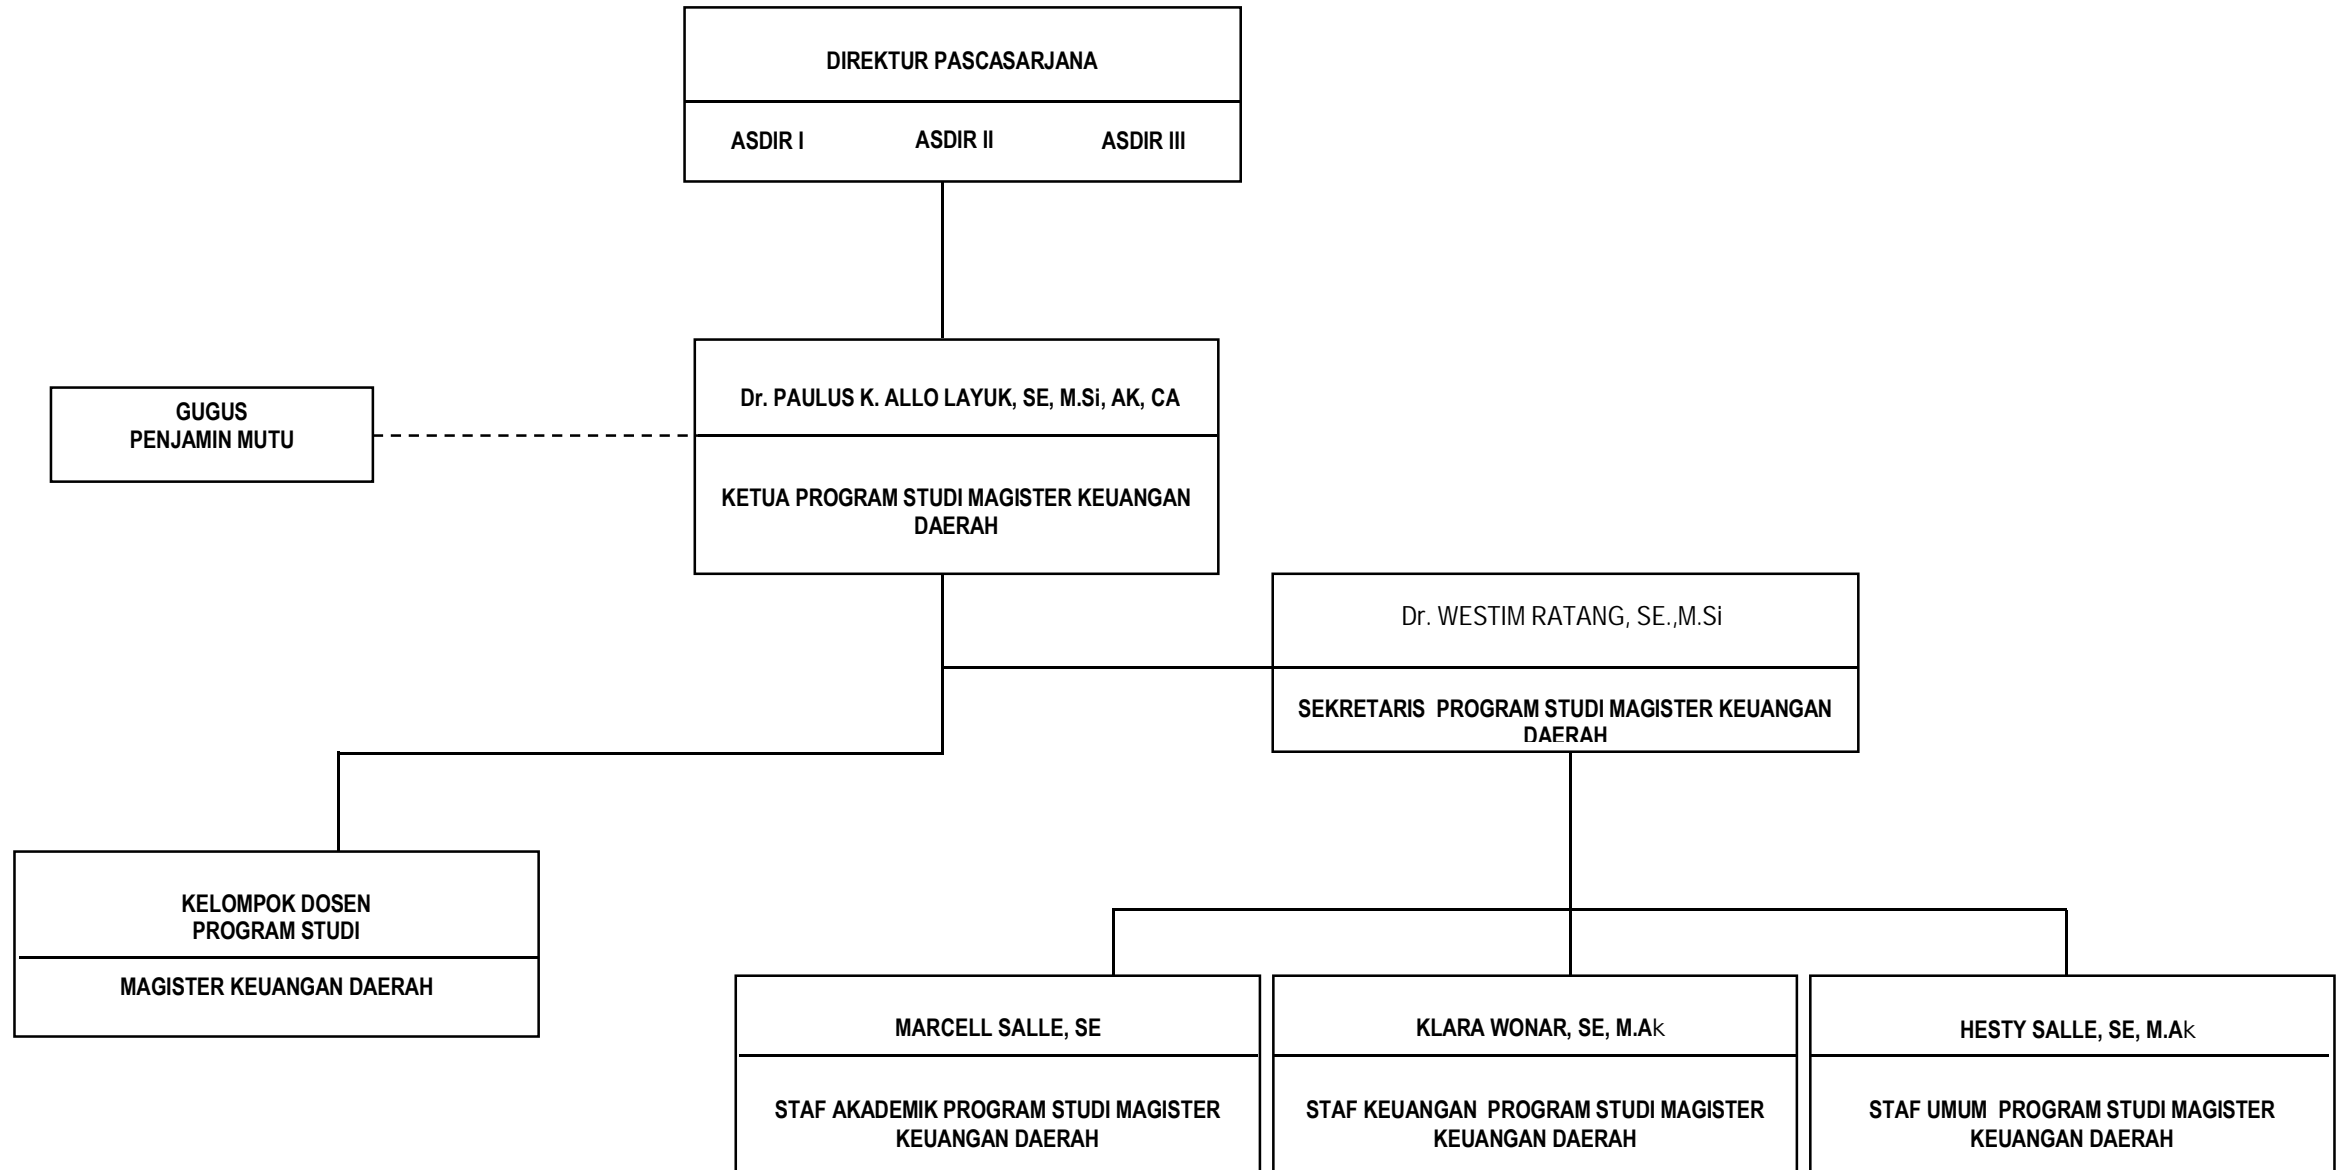 DIREKTUR PASCASARJANA
ASDIR I ASDIR II ASDIR III
Dr. PAULUS K. ALLO LAYUK, SE, M.Si, AK, CA
KETUA PROGRAM STUDI MAGISTER KEUANGAN
DAERAH
GUGUS
PENJAMIN MUTU
Dr. WESTIM RATANG, SE.,M.Si
SEKRETARIS PROGRAM STUDI MAGISTER KEUANGAN
DAERAH
KELOMPOK DOSEN
PROGRAM STUDI
MAGISTER KEUANGAN DAERAH
MARCELL SALLE, SE
STAF AKADEMIK PROGRAM STUDI MAGISTER
KEUANGAN DAERAH
KLARA WONAR, SE, M.Ak
STAF KEUANGAN PROGRAM STUDI MAGISTER
KEUANGAN DAERAH
HESTY SALLE, SE, M.Ak
STAF UMUM PROGRAM STUDI MAGISTER
KEUANGAN DAERAH